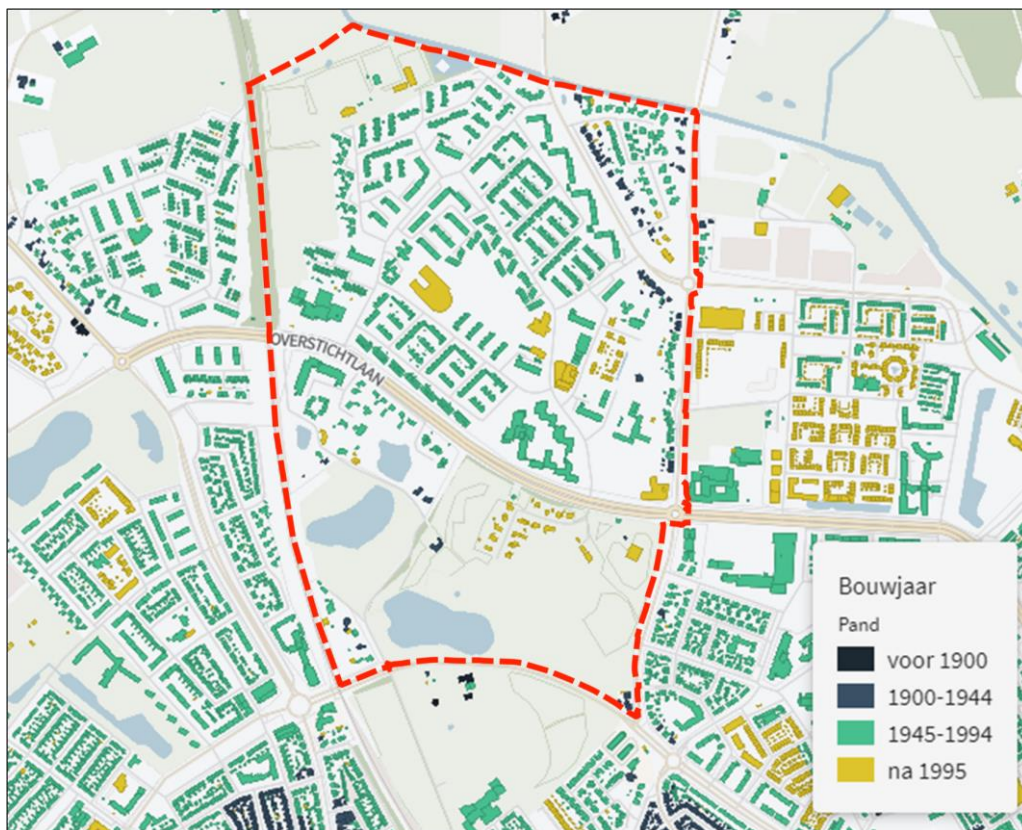 OVERSTICHTLAAN
Bouwjaar
Pand
voor 1900
1900-1944
1945-1994
na 1995